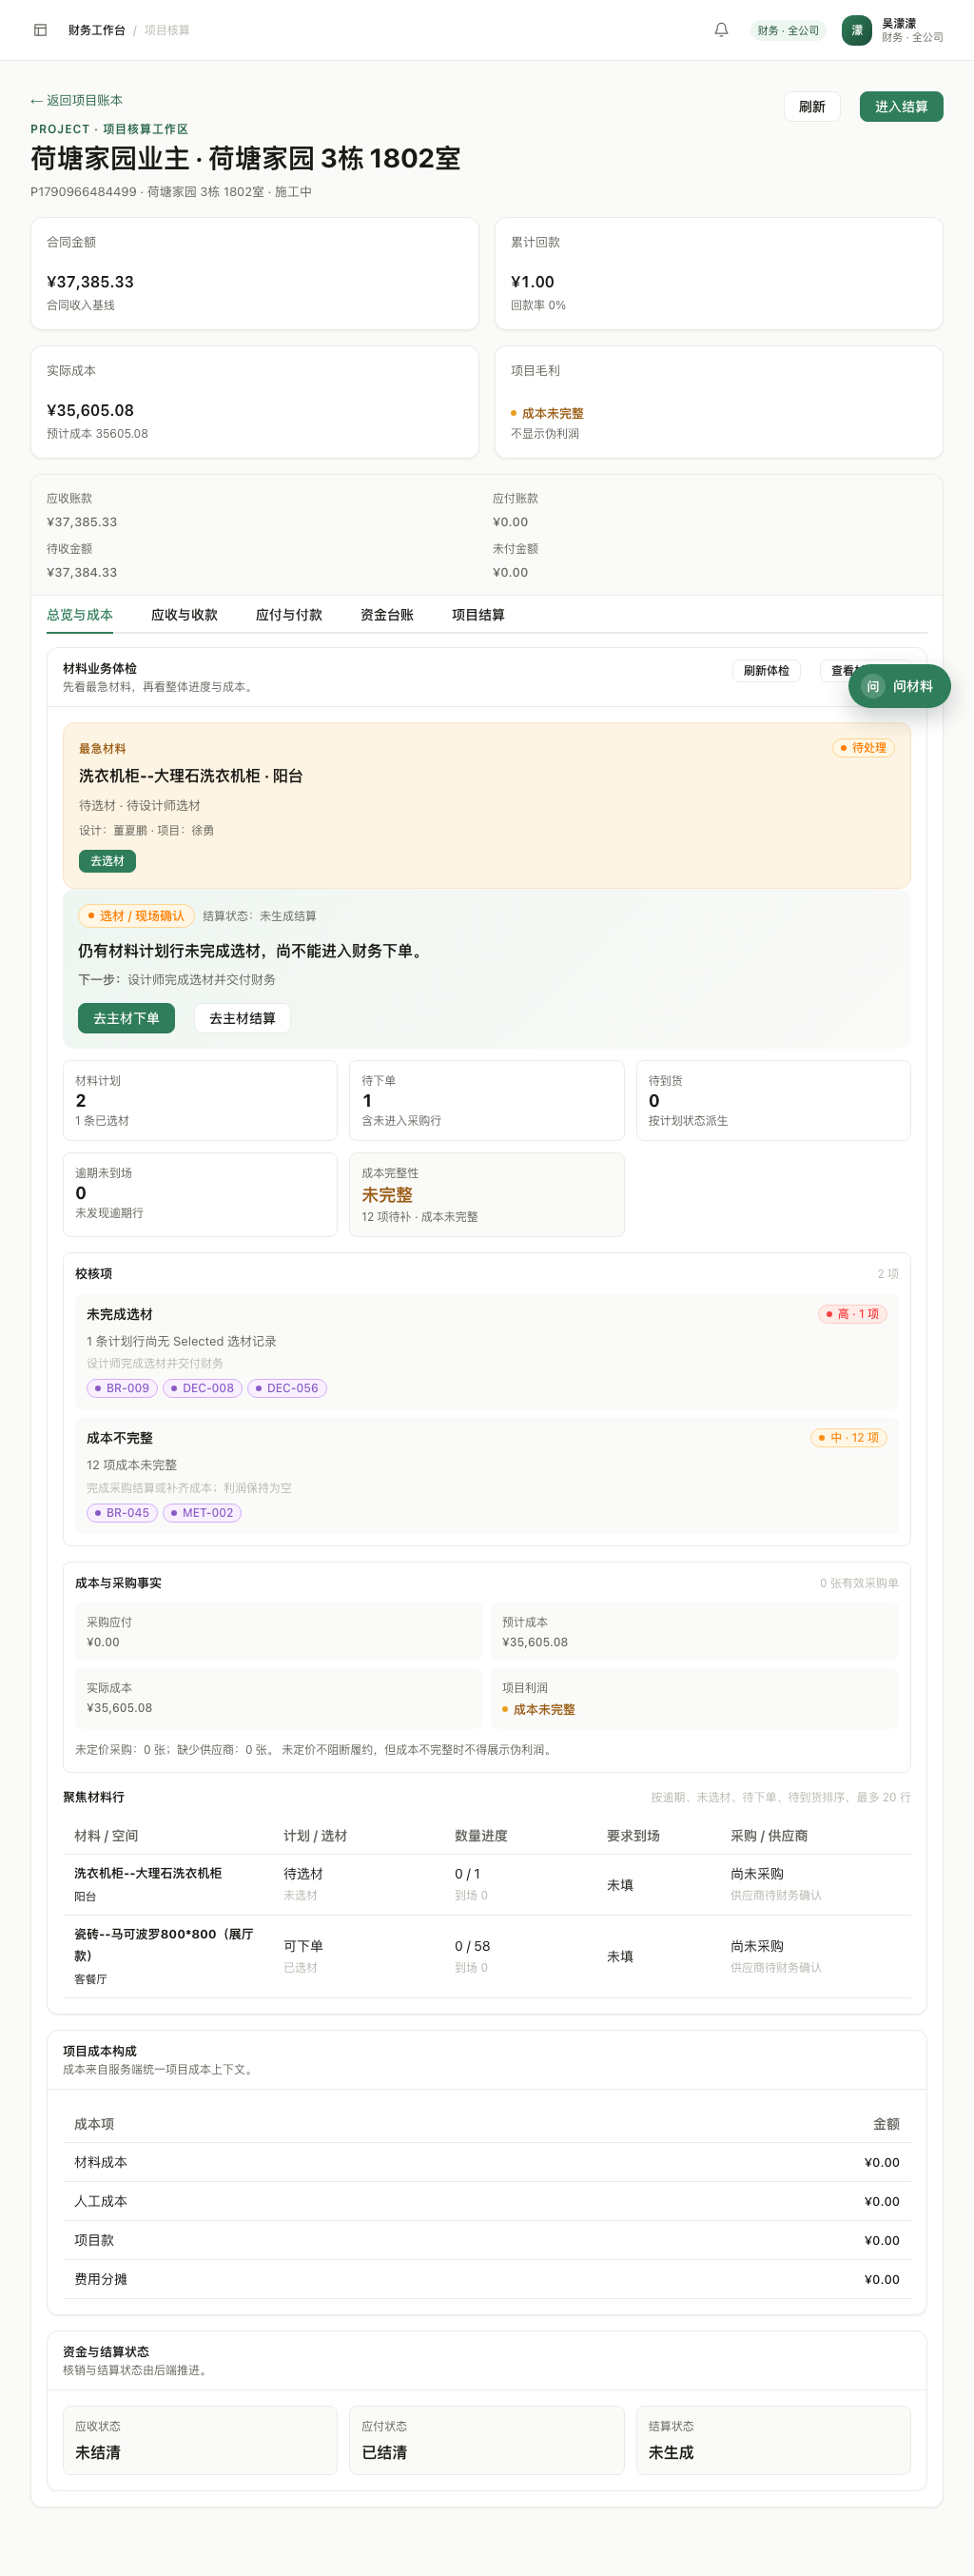 财务工作台 / 项目核算
财务 · 全公司
濛
吴濛濛
财务 · 全公司
← 返回项目账本
刷新
进入结算
PROJECT · 项目核算工作区
荷塘家园业主 · 荷塘家园 3栋 1802室
P1790966484499 · 荷塘家园 3栋 1802室 · 施工中
合同金额
¥37,385.33
合同收入基线
累计回款
¥1.00
回款率 0%
实际成本
¥35,605.08
预计成本 35605.08
项目毛利
成本未完整
不显示伪利润
应收账款
¥37,385.33
应付账款
¥0.00
待收金额
¥37,384.33
未付金额
¥0.00
总览与成本 应收与收款 应付与付款 资金台账 项目结算
材料业务体检
先看最急材料，再看整体进度与成本。
刷新体检
查看
问 问材料
最急材料
待处理
洗衣机柜--大理石洗衣机柜 · 阳台
待选材 · 待设计师选材
设计：董夏鹏 · 项目：徐勇
去选材
选材 / 现场确认
结算状态：未生成结算
仍有材料计划行未完成选材，尚不能进入财务下单。
下一步：设计师完成选材并交付财务
去主材下单
去主材结算
材料计划
2
1 条已选材
待下单
1
含未进入采购行
待到货
0
按计划状态派生
逾期未到场
0
未发现逾期行
成本完整性
未完整
12 项待补 · 成本未完整
校核项
2 项
未完成选材
高 · 1 项
1 条计划行尚无 Selected 选材记录
设计师完成选材并交付财务
BR-009 DEC-008 DEC-056
成本不完整
中 · 12 项
12 项成本未完整
完成采购结算或补齐成本；利润保持为空
BR-045 MET-002
成本与采购事实
0 张有效采购单
采购应付
¥0.00
预计成本
¥35,605.08
实际成本
¥35,605.08
项目利润
成本未完整
未定价采购：0 张；缺少供应商：0 张。 未定价不阻断履约，但成本不完整时不得展示伪利润。
聚焦材料行
按逾期、未选材、待下单、待到货排序，最多 20 行
材料 / 空间 计划 / 选材 数量进度 要求到场 采购 / 供应商
洗衣机柜--大理石洗衣机柜
阳台
待选材
未选材
0 / 1
到场 0
未填
尚未采购
供应商待财务确认
瓷砖--马可波罗800*800（展厅
款）
客餐厅
可下单
已选材
0 / 58
到场 0
未填
尚未采购
供应商待财务确认
项目成本构成
成本来自服务端统一项目成本上下文。
成本项 金额
材料成本 ¥0.00
人工成本 ¥0.00
项目款 ¥0.00
费用分摊 ¥0.00
资金与结算状态
核销与结算状态由后端推进。
应收状态
未结清
应付状态
已结清
结算状态
未生成